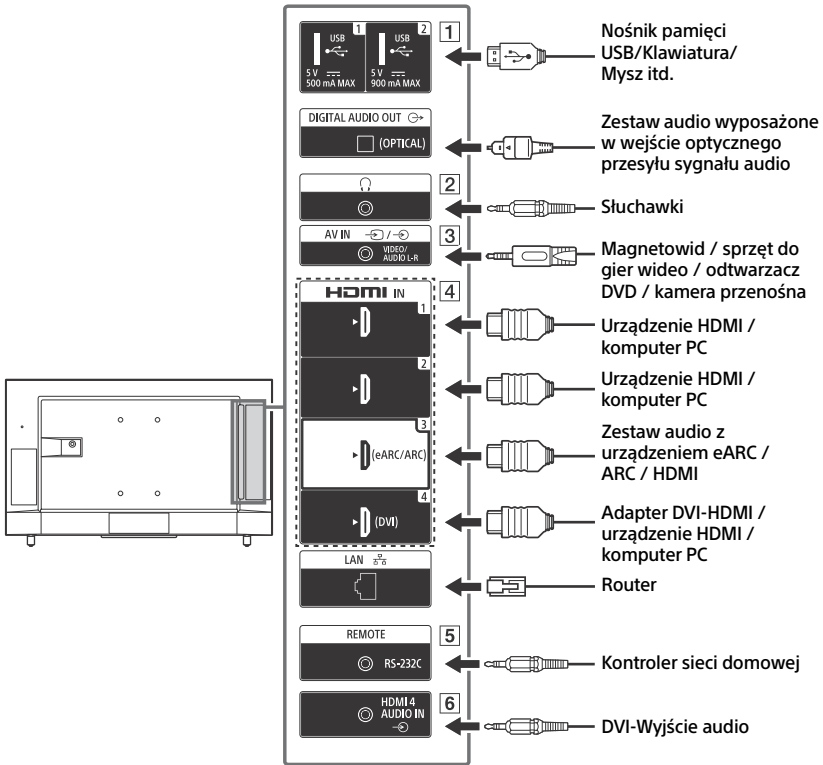 1
USB
5 V
500 mA MAX
2
USB
5 V
900 mA MAX
1
Nośnik pamięci
USB/Klawiatura/
Mysz itd.
DIGITAL AUDIO OUT
(OPTICAL)
Zestaw audio wyposażone
w wejście optycznego
przesyłu sygnału audio
2
Słuchawki
AV IN
/
VIDEO/
AUDIO L-R
3
Magnetowid / sprzęt do
gier wideo / odtwarzacz
DVD / kamera przenośna
HDMI IN
4
1
Urządzenie HDMI /
komputer PC
2
Urządzenie HDMI /
komputer PC
3
(eARC/ARC)
Zestaw audio z
urządzeniem eARC /
ARC / HDMI
4
(DVI)
Adapter DVI-HDMI /
urządzenie HDMI /
komputer PC
LAN
Router
REMOTE
5
RS-232C
Kontroler sieci domowej
HDMI 4
AUDIO IN
6
DVI-Wyjście audio